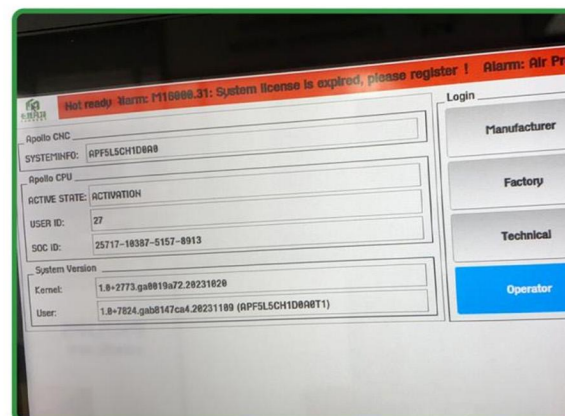 Not ready Alarm: M16000.31: System license is expired, please register ! Alarm: Air Pr
Login
Apollo CNC
SYSTEMINFO: APF5L5CH1D0A0
Manufacturer
Apollo CPU
ACTIVE STATE: ACTIVATION
Factory
USER ID: 27
SOC ID: 25717-10387-5157-8913
Technical
System Version
Kernel: 1.0+2773.ga0019a72.20231020
Operator
User: 1.0+7824.gab8147ca4.20231109 (APF5L5CH1D0A0T1)